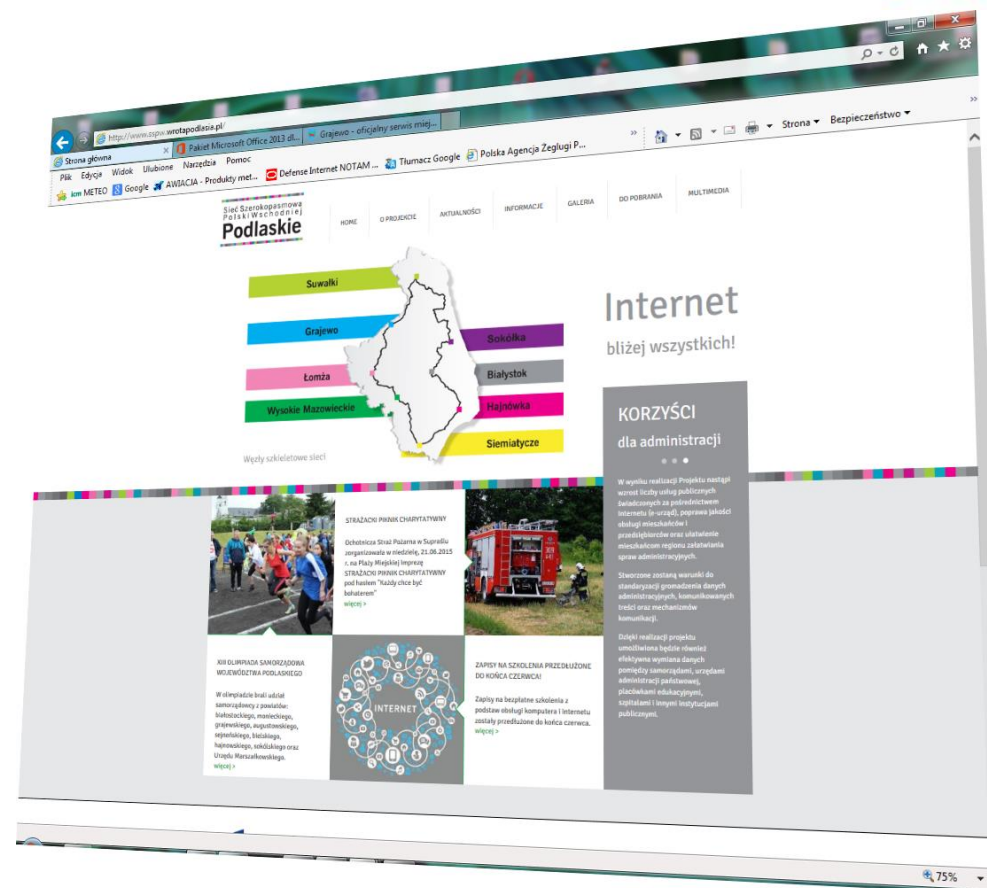 http://www.sspw.wrotapodlasia.pl/
Strona główna
Pakiet Microsoft Office 2013 dl...
Grajewo - oficjalny serwis miej...
Plik Edycja Widok Ulubione Narzędzia Pomoc
icm METEO
Google
AWIACJA - Produkty met...
Defense Internet NOTAM ...
Tłumacz Google
Polska Agencja Żeglugi P...
Strona
Bezpieczeństwo
Sieć Szerokopasmowa
Polski Wschodniej
Podlaskie
HOME
O PROJEKCIE
AKTUALNOŚCI
INFORMACJE
GALERIA
DO POBRANIA
MULTIMEDIA
Suwałki
Grajewo
Łomża
Wysokie Mazowieckie
Sokółka
Białystok
Hajnówka
Siemiatycze
Węzły szkieletowe sieci
Internet
bliżej wszystkich!
KORZYŚCI
dla administracji
W wyniku realizacji Projektu nastąpi
wzrost liczby usług publicznych
świadczonych za pośrednictwem
Internetu (e-urząd), poprawa jakości
obsługi mieszkańców i
przedsiębiorców oraz ułatwienie
mieszkańcom regionu załatwiania
spraw administracyjnych.
Stworzone zostaną warunki do
standaryzacji gromadzenia danych
administracyjnych, komunikowanych
treści oraz mechanizmów
komunikacji.
Dzięki realizacji projektu
umożliwiona będzie również
efektywna wymiana danych
pomiędzy samorządami, urzędami
administracji państwowej,
placówkami edukacyjnymi,
szpitalami i innymi instytucjami
publicznymi.
STRAŻACKI PIKNIK CHARYTATYWNY
Ochotnicza Straż Pożarna w Supraślu
zorganizowała w niedzielę, 21.06.2015
r. na Plaży Miejskiej imprezę
STRAŻACKI PIKNIK CHARYTATYWNY
pod hasłem "Każdy chce być
bohaterem"
więcej >
XIII OLIMPIADA SAMORZĄDOWA
WOJEWÓDZTWA PODLASKIEGO
W olimpiadzie brali udział
samorządowcy z powiatów:
białostockiego, monieckiego,
grajewskiego, augustowskiego,
sejneńskiego, bielskiego,
hajnowskiego, sokólskiego oraz
Urzędu Marszałkowskiego.
więcej >
INTERNET
ZAPISY NA SZKOLENIA PRZEDŁUŻONE
DO KOŃCA CZERWCA!
Zapisy na bezpłatne szkolenia z
podstaw obsługi komputera i Internetu
zostały przedłużone do końca czerwca.
więcej >
75%